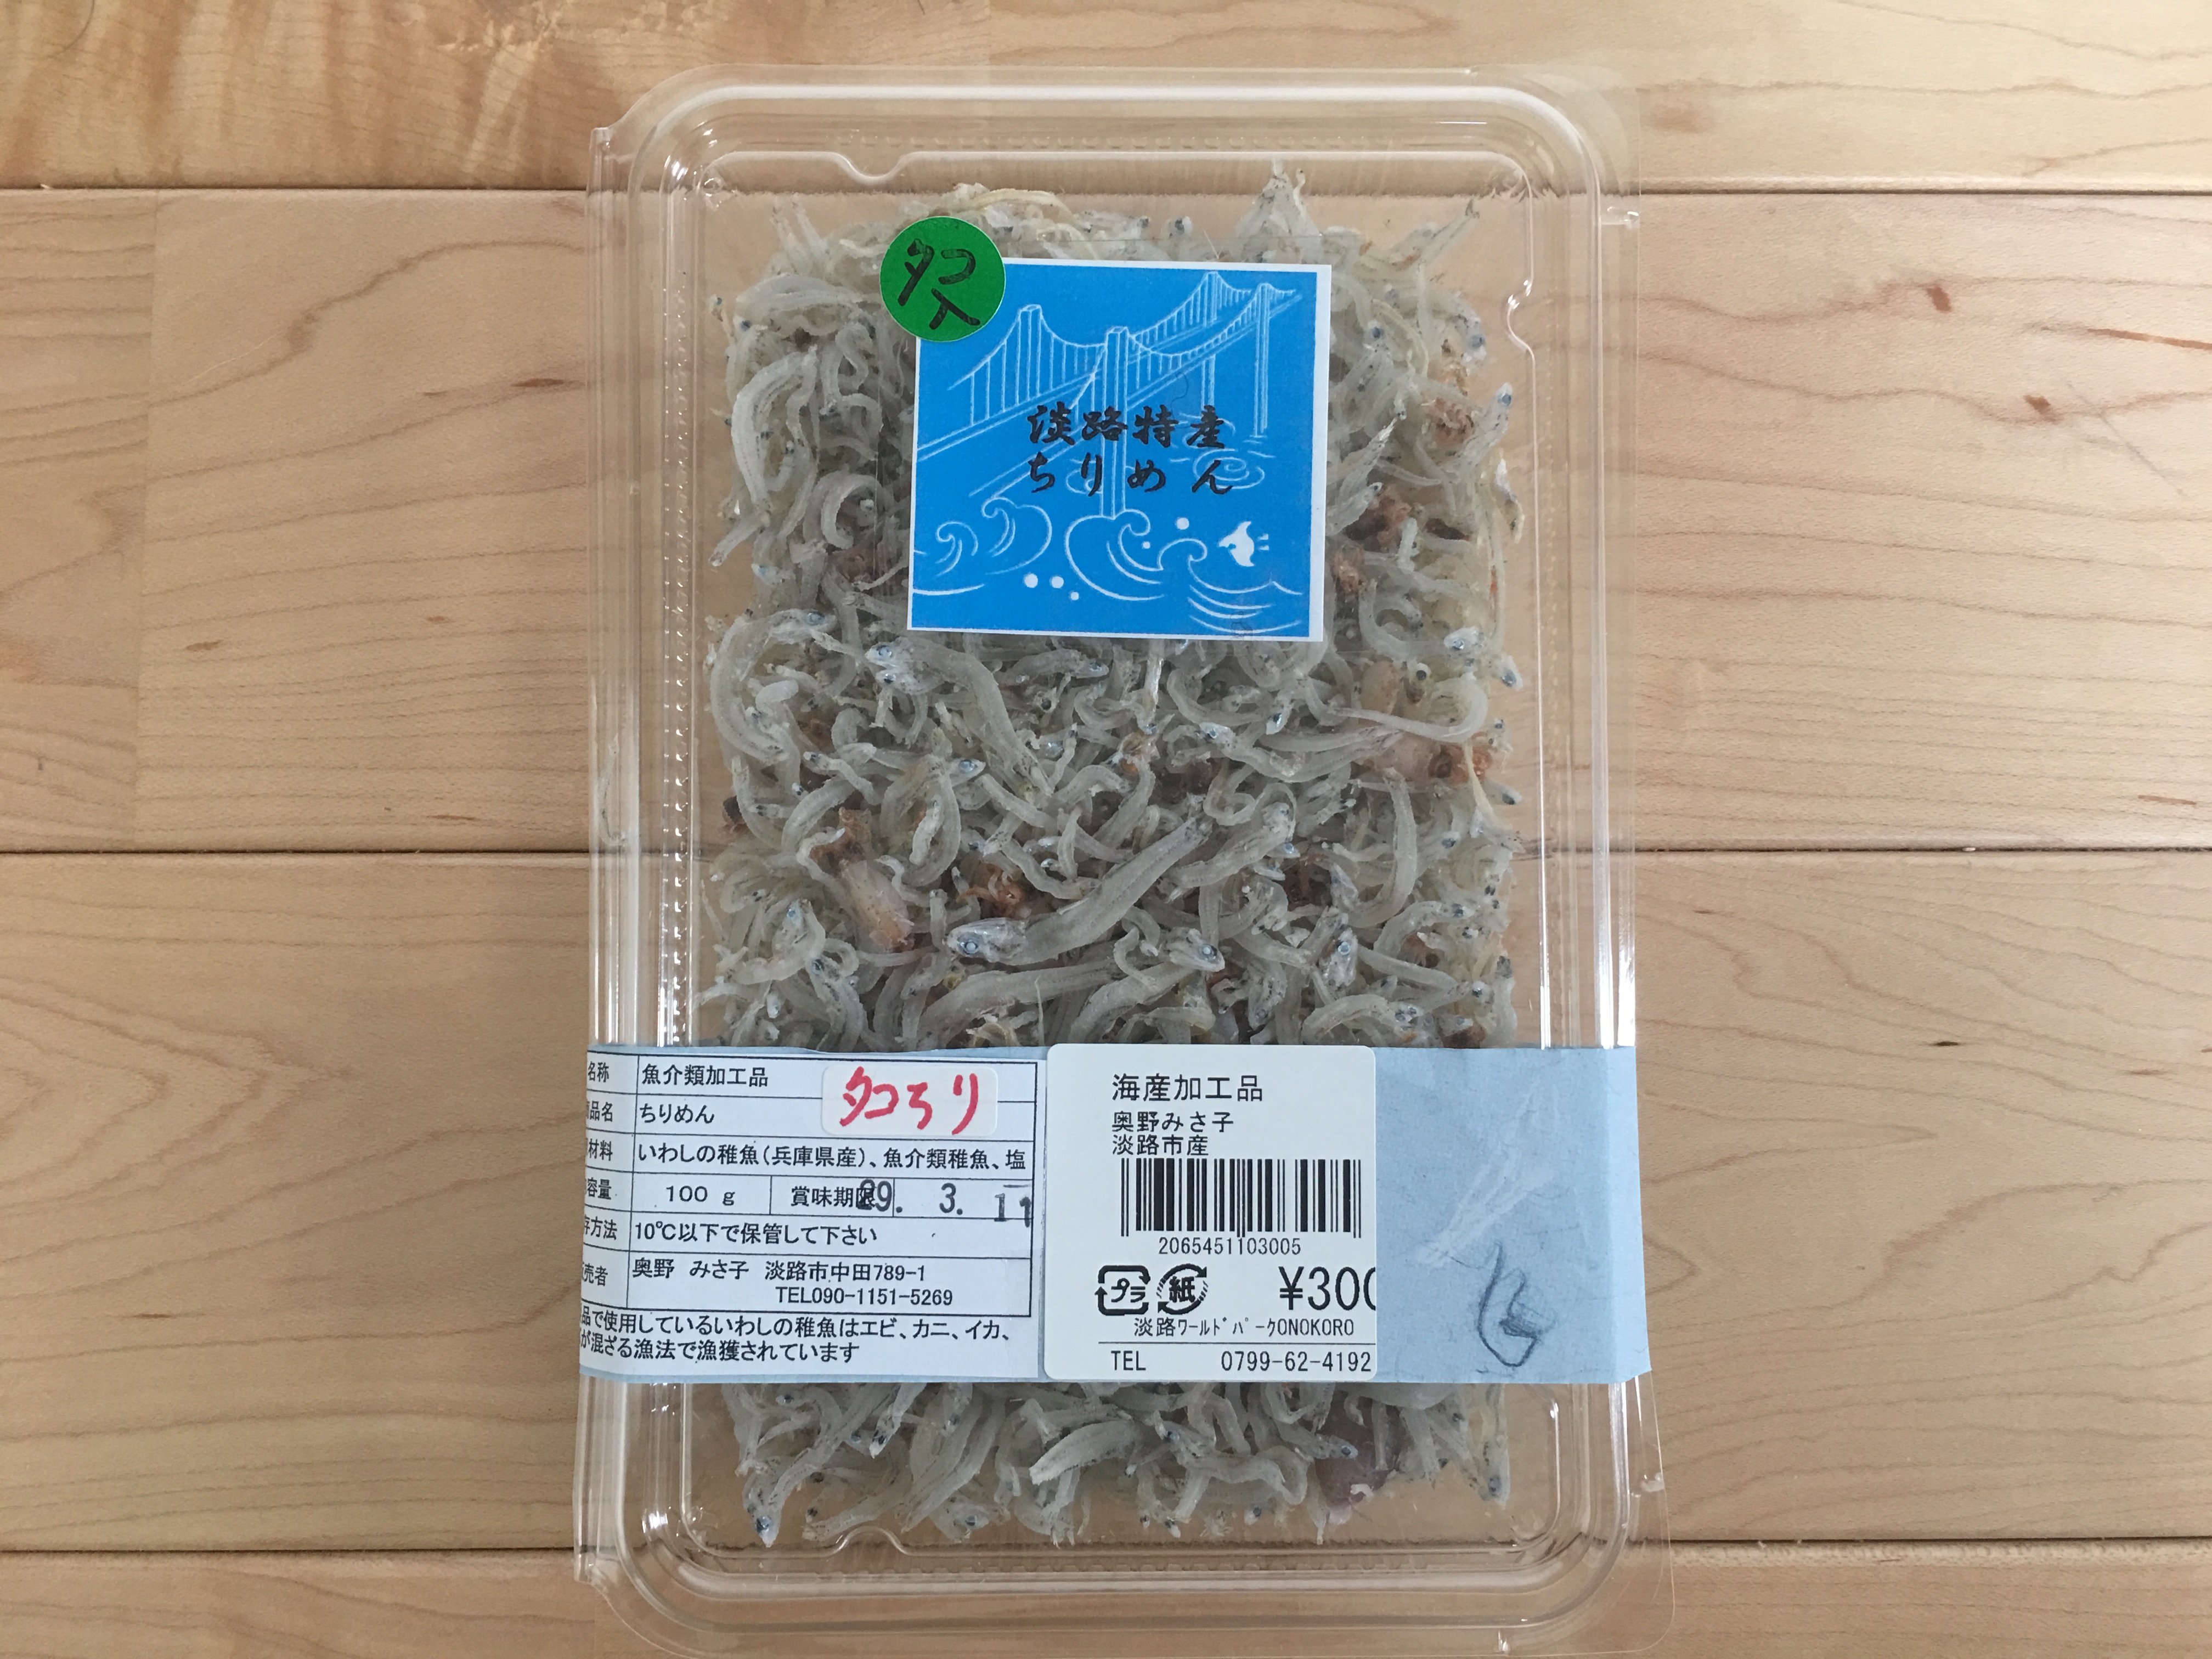 タコ
入
淡路特産
ちりめん
名称 魚介類加工品
品名 ちりめん
タコちり
材料 いわしの稚魚(兵庫県産)、魚介類稚魚、塩
容量 100 g 賞味期限 29. 3. 11
存方法 10℃以下で保管して下さい
売者 奥野 みさ子 淡路市中田789-1
TEL090-1151-5269
品で使用しているいわしの稚魚はエビ、カニ、イカ、
が混ざる漁法で漁獲されています
海産加工品
奥野みさ子
淡路市産
2065451103005
プラ 紙 ¥300
淡路ワールドパークONOKORO
TEL 0799-62-4192